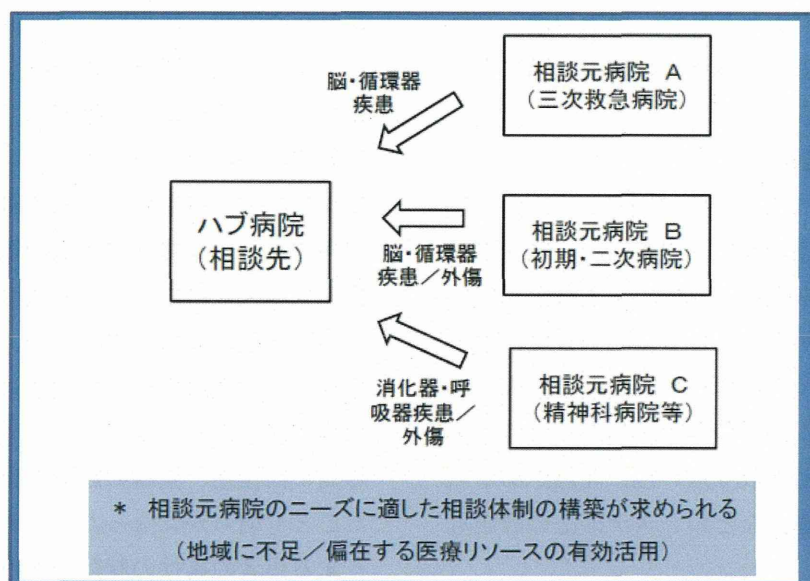 脳・循環器
疾患
相談元病院 A
(三次救急病院)
ハブ病院
(相談先)
脳・循環器
疾患/外傷
相談元病院 B
(初期・二次病院)
消化器・呼
吸器疾患/
外傷
相談元病院 C
(精神科病院等)
* 相談元病院のニーズに適した相談体制の構築が求められる
(地域に不足/偏在する医療リソースの有効活用)